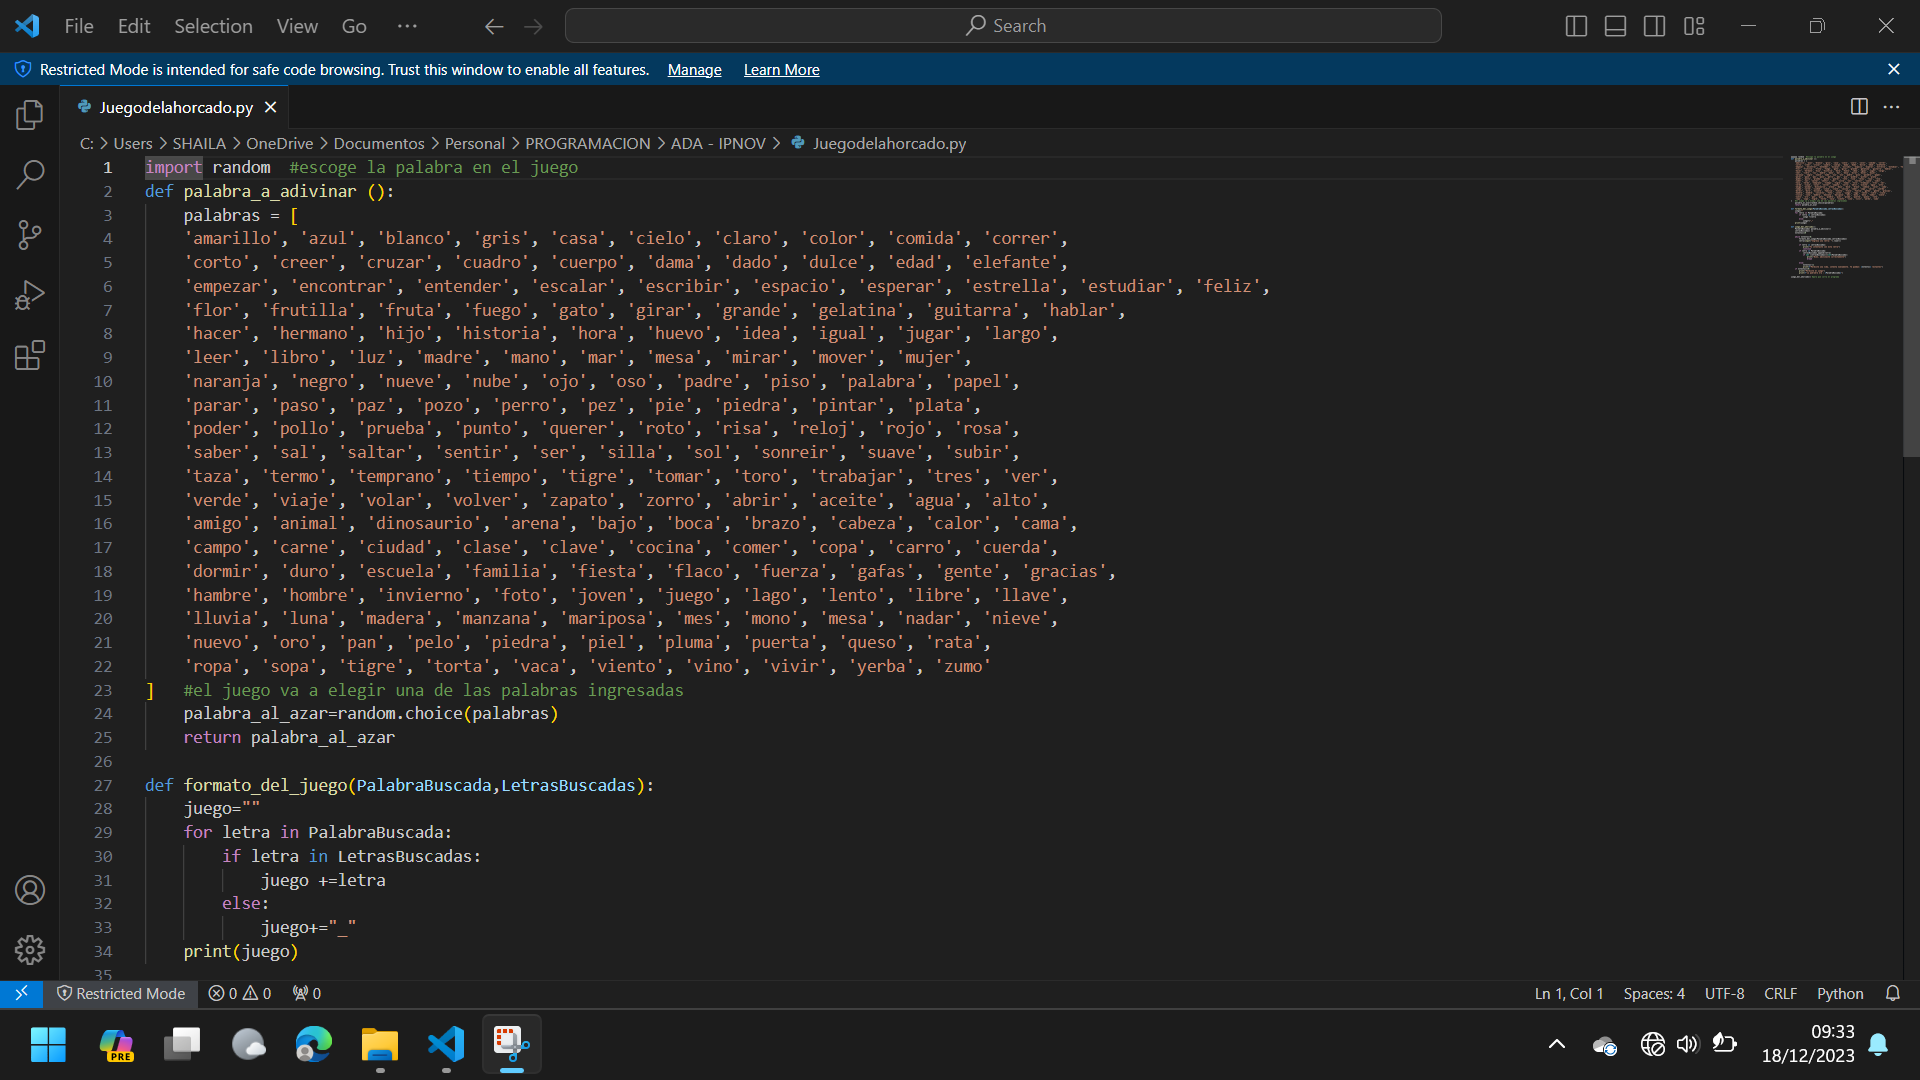 File Edit Selection View Go ··· Search
Restricted Mode is intended for safe code browsing. Trust this window to enable all features. Manage Learn More
Juegodelahorcado.py
C: > Users > SHAILA > OneDrive > Documentos > Personal > PROGRAMACION > ADA - IPNOV > Juegodelahorcado.py
1 import random  #escoge la palabra en el juego
2 def palabra_a_adivinar ():
3     palabras = [
4     'amarillo', 'azul', 'blanco', 'gris', 'casa', 'cielo', 'claro', 'color', 'comida', 'correr',
5     'corto', 'creer', 'cruzar', 'cuadro', 'cuerpo', 'dama', 'dado', 'dulce', 'edad', 'elefante',
6     'empezar', 'encontrar', 'entender', 'escalar', 'escribir', 'espacio', 'esperar', 'estrella', 'estudiar', 'feliz',
7     'flor', 'frutilla', 'fruta', 'fuego', 'gato', 'girar', 'grande', 'gelatina', 'guitarra', 'hablar',
8     'hacer', 'hermano', 'hijo', 'historia', 'hora', 'huevo', 'idea', 'igual', 'jugar', 'largo',
9     'leer', 'libro', 'luz', 'madre', 'mano', 'mar', 'mesa', 'mirar', 'mover', 'mujer',
10     'naranja', 'negro', 'nueve', 'nube', 'ojo', 'oso', 'padre', 'piso', 'palabra', 'papel',
11     'parar', 'paso', 'paz', 'pozo', 'perro', 'pez', 'pie', 'piedra', 'pintar', 'plata',
12     'poder', 'pollo', 'prueba', 'punto', 'querer', 'roto', 'risa', 'reloj', 'rojo', 'rosa',
13     'saber', 'sal', 'saltar', 'sentir', 'ser', 'silla', 'sol', 'sonreir', 'suave', 'subir',
14     'taza', 'termo', 'temprano', 'tiempo', 'tigre', 'tomar', 'toro', 'trabajar', 'tres', 'ver',
15     'verde', 'viaje', 'volar', 'volver', 'zapato', 'zorro', 'abrir', 'aceite', 'agua', 'alto',
16     'amigo', 'animal', 'dinosaurio', 'arena', 'bajo', 'boca', 'brazo', 'cabeza', 'calor', 'cama',
17     'campo', 'carne', 'ciudad', 'clase', 'clave', 'cocina', 'comer', 'copa', 'carro', 'cuerda',
18     'dormir', 'duro', 'escuela', 'familia', 'fiesta', 'flaco', 'fuerza', 'gafas', 'gente', 'gracias',
19     'hambre', 'hombre', 'invierno', 'foto', 'joven', 'juego', 'lago', 'lento', 'libre', 'llave',
20     'lluvia', 'luna', 'madera', 'manzana', 'mariposa', 'mes', 'mono', 'mesa', 'nadar', 'nieve',
21     'nuevo', 'oro', 'pan', 'pelo', 'piedra', 'piel', 'pluma', 'puerta', 'queso', 'rata',
22     'ropa', 'sopa', 'tigre', 'torta', 'vaca', 'viento', 'vino', 'vivir', 'yerba', 'zumo'
23 ]   #el juego va a elegir una de las palabras ingresadas
24     palabra_al_azar=random.choice(palabras)
25     return palabra_al_azar
26
27 def formato_del_juego(PalabraBuscada,LetrasBuscadas):
28     juego=""
29     for letra in PalabraBuscada:
30         if letra in LetrasBuscadas:
31             juego +=letra
32         else:
33             juego+="_"
34     print(juego)
35
Restricted Mode 0 0 0 Ln 1, Col 1 Spaces: 4 UTF-8 CRLF Python
PRE
09:33
18/12/2023